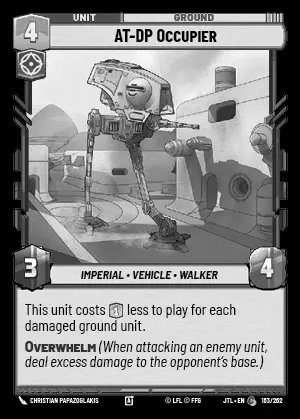 UNIT
GROUND
4
AT-DP OCCUPIER
3
4
IMPERIAL • VEHICLE • WALKER
This unit costs 1 less to play for each
damaged ground unit.
OVERWHELM (When attacking an enemy unit,
deal excess damage to the opponent's base.)
CHRISTIAN PAPAZOGLAKIS
© LFL © FFG
JTL • EN
163/262